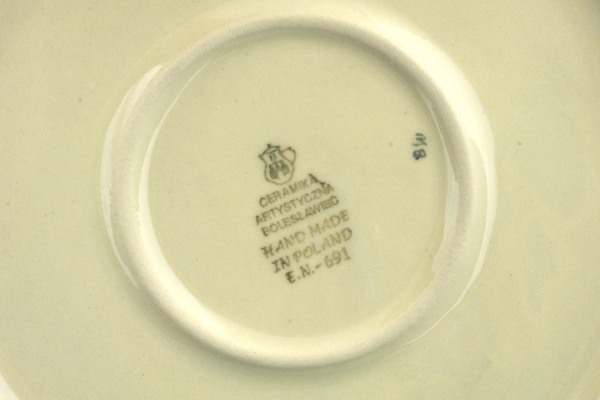 CERAMIKA
ARTYSTYCZNA
BOLESŁAWIEC
HAND MADE
IN POLAND
E.N.-691